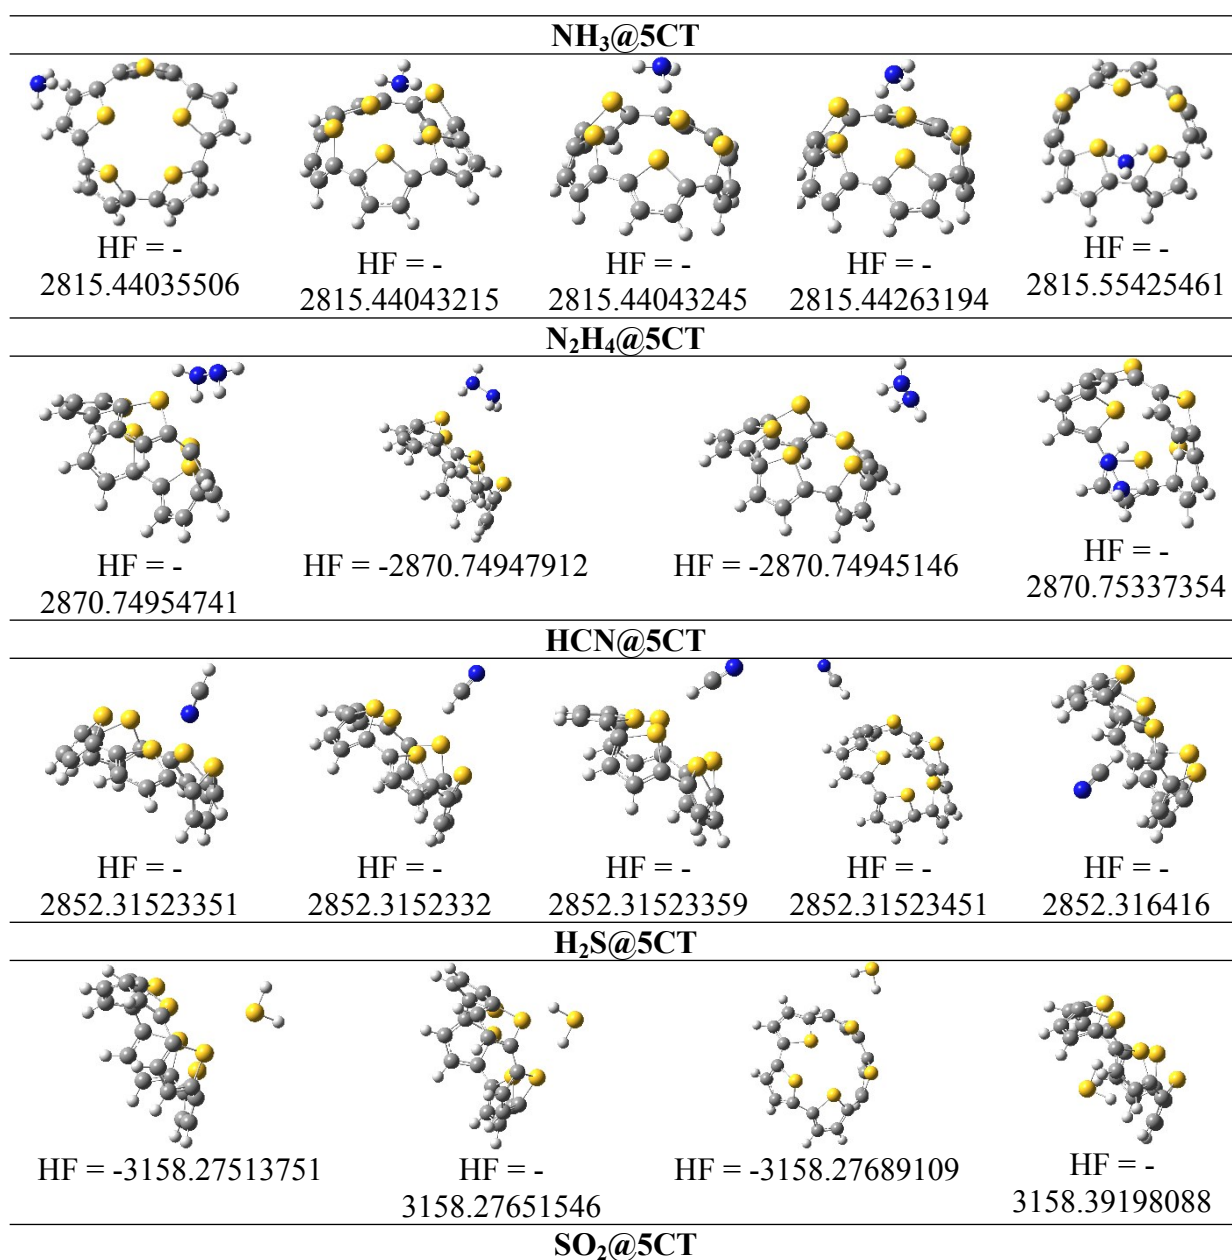 NH₃@5CT
HF = -
2815.44035506
HF = -
2815.44043215
HF = -
2815.44043245
HF = -
2815.44263194
HF = -
2815.55425461
N₂H₄@5CT
HF = -
2870.74954741
HF = -2870.74947912
HF = -2870.74945146
HF = -
2870.75337354
HCN@5CT
HF = -
2852.31523351
HF = -
2852.3152332
HF = -
2852.31523359
HF = -
2852.31523451
HF = -
2852.316416
H₂S@5CT
HF = -3158.27513751
HF = -
3158.27651546
HF = -3158.27689109
HF = -
3158.39198088
SO₂@5CT